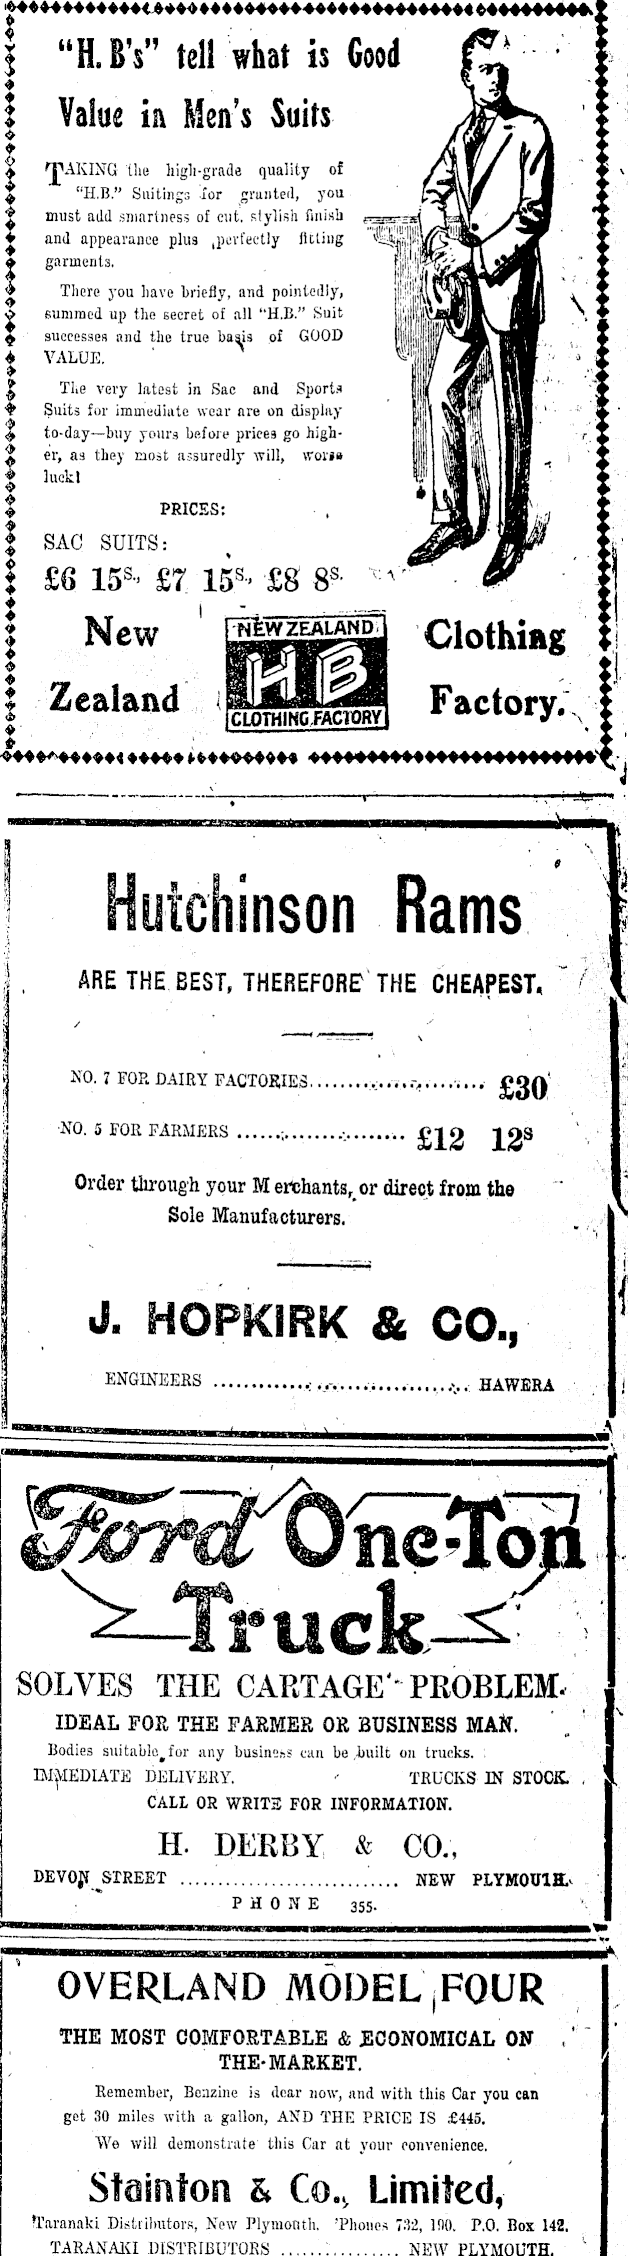 "H.B's" tell what is Good
Value in Men's Suits
TAKING the high-grade quality of
"H.B." Suitings for granted, you
must add smartness of cut, stylish finish
and appearance plus perfectly fitting
garments.
There you have briefly, and pointedly,
summed up the secret of all "H.B." Suit
successes and the true basis of GOOD
VALUE.
The very latest in Sac and Sports
Suits for immediate wear are on display
to-day—buy yours before prices go high-
er, as they most assuredly will, worse
luck!
PRICES:
SAC SUITS:
£6 15s., £7 15s., £8 8s.
New Zealand
NEW ZEALAND
HB
CLOTHING FACTORY
Clothing Factory.
Hutchinson Rams
ARE THE BEST, THEREFORE THE CHEAPEST.
NO. 7 FOR DAIRY FACTORIES........................ £30
NO. 5 FOR FARMERS ........................ £12 12s
Order through your Merchants, or direct from the
Sole Manufacturers.
J. HOPKIRK & CO.,
ENGINEERS .................................... HAWERA
Ford One-Ton
Truck
SOLVES THE CARTAGE PROBLEM.
IDEAL FOR THE FARMER OR BUSINESS MAN.
Bodies suitable for any business can be built on trucks.
IMMEDIATE DELIVERY. TRUCKS IN STOCK.
CALL OR WRITE FOR INFORMATION.
H. DERBY & CO.,
DEVON STREET ............................ NEW PLYMOUTH.
PHONE 355.
OVERLAND MODEL FOUR
THE MOST COMFORTABLE & ECONOMICAL ON
THE MARKET.
Remember, Benzine is dear now, and with this Car you can
get 30 miles with a gallon, AND THE PRICE IS £445.
We will demonstrate this Car at your convenience.
Stainton & Co., Limited,
Taranaki Distributors, New Plymouth. 'Phones 732, 190. P.O. Box 142.
TARANAKI DISTRIBUTORS ................ NEW PLYMOUTH.